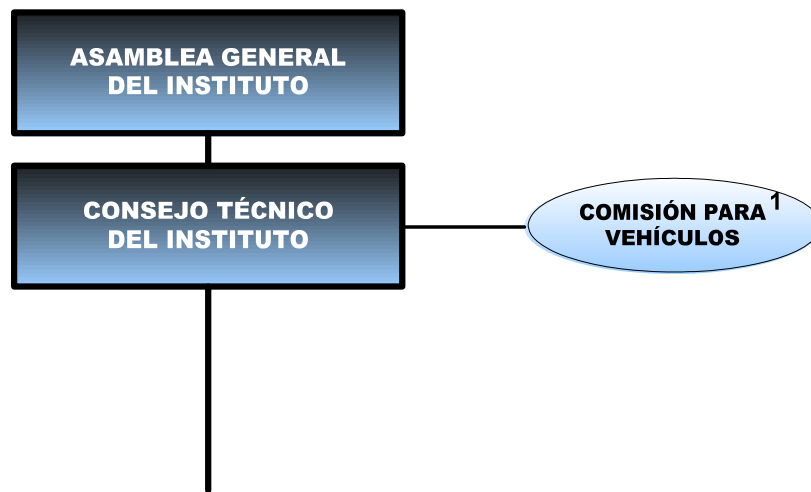 ASAMBLEA GENERAL
DEL INSTITUTO
CONSEJO TÉCNICO
DEL INSTITUTO
COMISIÓN PARA 1
VEHÍCULOS